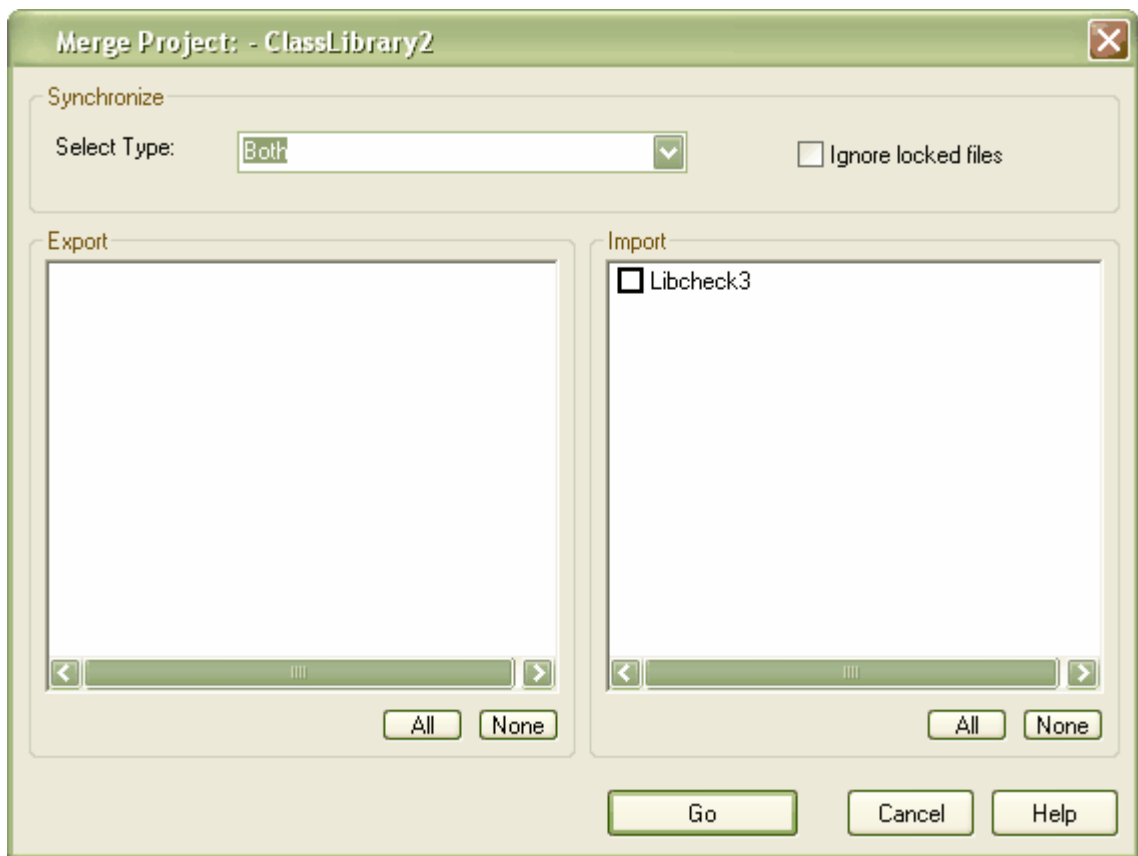 Merge Project: - ClassLibrary2
Synchronize
Select Type:
Both
Ignore locked files
Export
Import
Libcheck3
All
None
All
None
Go
Cancel
Help